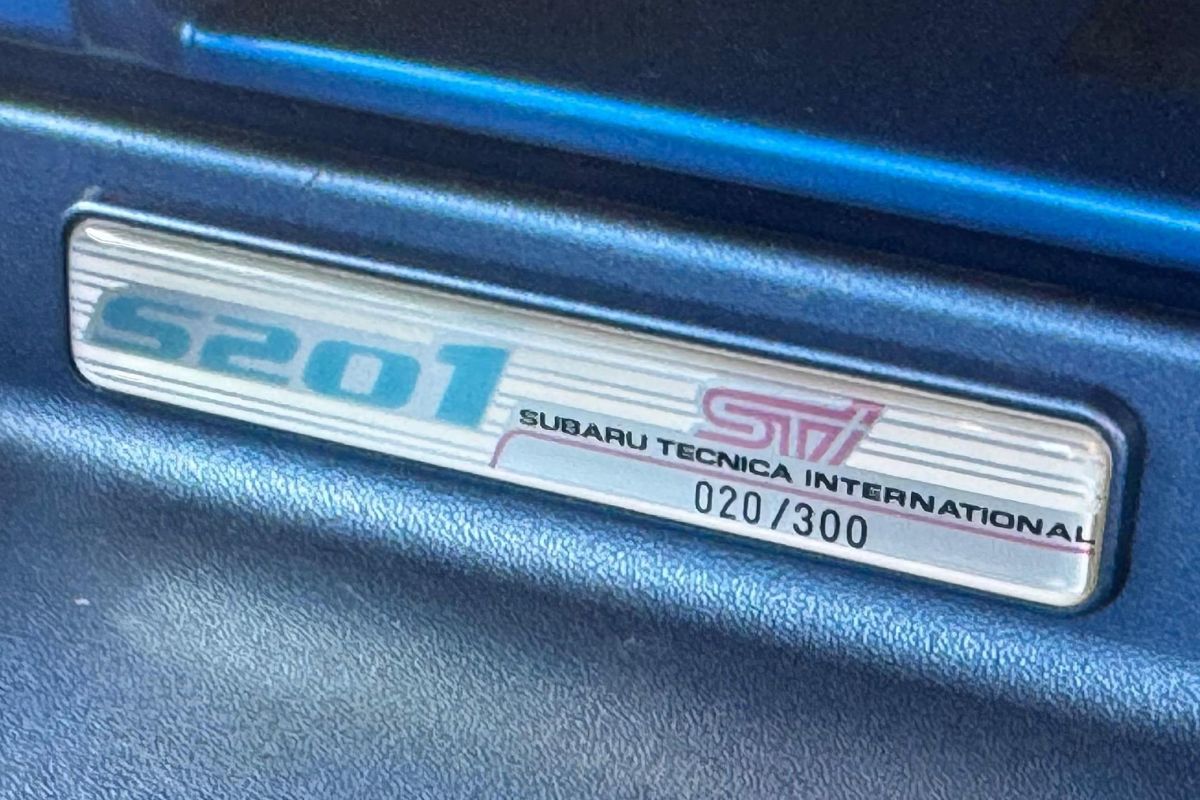 S201
STi
SUBARU TECNICA INTERNATIONAL
020/300